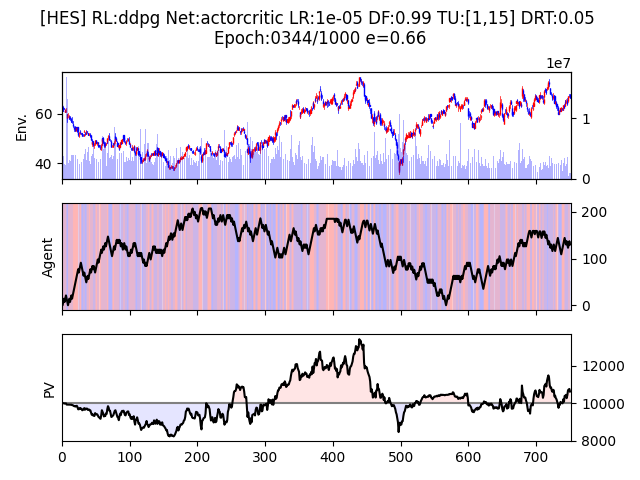 [HES] RL:ddpg Net:actorcritic LR:1e-05 DF:0.99 TU:[1,15] DRT:0.05
Epoch:0344/1000 e=0.66
1e7
Env.
60
40
1
0
Agent
200
100
0
PV
12000
10000
8000
0 100 200 300 400 500 600 700